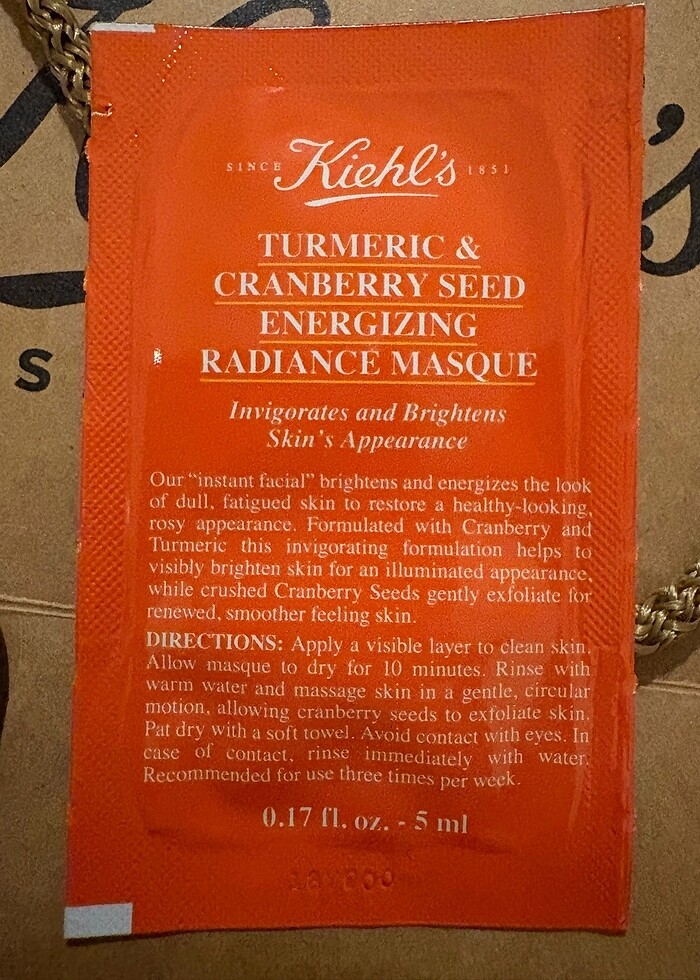 SINCE Kiehl's 1851
TURMERIC &
CRANBERRY SEED
ENERGIZING
RADIANCE MASQUE
Invigorates and Brightens
Skin's Appearance
Our “instant facial” brightens and energizes the look
of dull, fatigued skin to restore a healthy-looking,
rosy appearance. Formulated with Cranberry and
Turmeric this invigorating formulation helps to
visibly brighten skin for an illuminated appearance,
while crushed Cranberry Seeds gently exfoliate for
renewed, smoother feeling skin.
DIRECTIONS: Apply a visible layer to clean skin.
Allow masque to dry for 10 minutes. Rinse with
warm water and massage skin in a gentle, circular
motion, allowing cranberry seeds to exfoliate skin.
Pat dry with a soft towel. Avoid contact with eyes. In
case of contact, rinse immediately with water.
Recommended for use three times per week.
0.17 fl. oz. - 5 ml